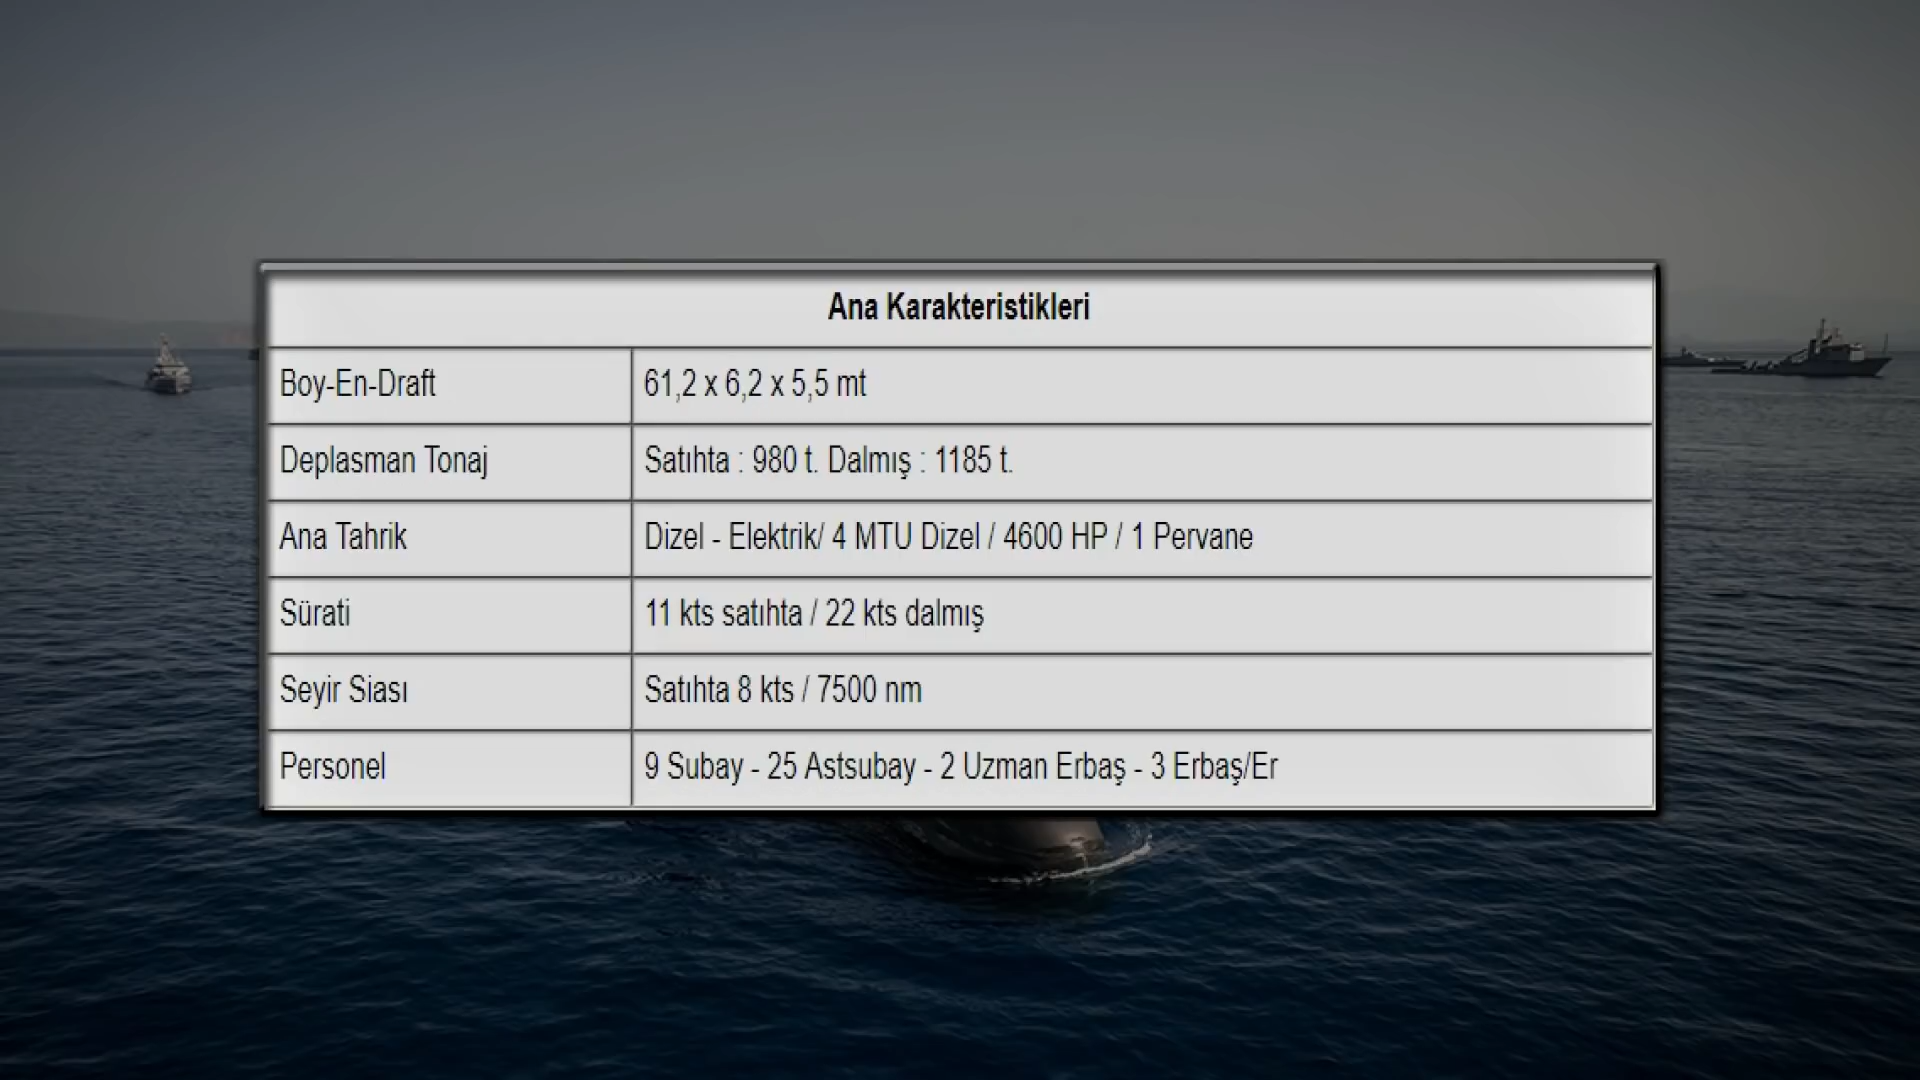 Ana Karakteristikleri
Boy-En-Draft 61,2 x 6,2 x 5,5 mt
Deplasman Tonaj Satıhta : 980 t. Dalmış : 1185 t.
Ana Tahrik Dizel - Elektrik/ 4 MTU Dizel / 4600 HP / 1 Pervane
Sürati 11 kts satıhta / 22 kts dalmış
Seyir Siası Satıhta 8 kts / 7500 nm
Personel 9 Subay - 25 Astsubay - 2 Uzman Erbaş - 3 Erbaş/Er